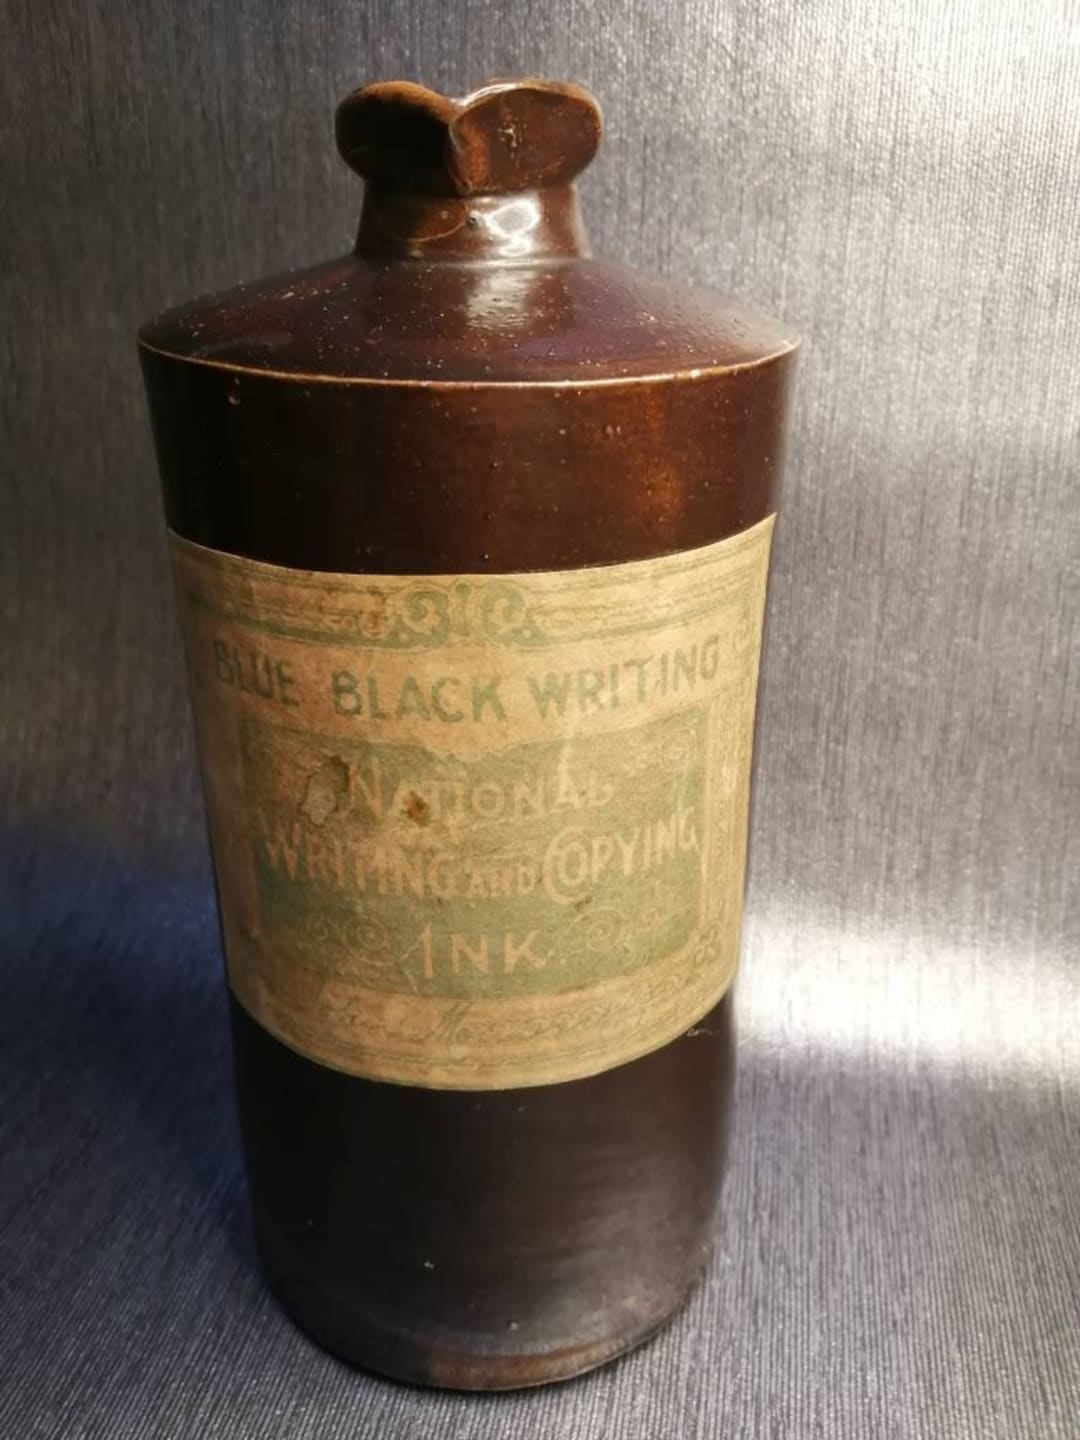 BLUE BLACK WRITING
NATIONAL
WRITING AND COPYING
INK